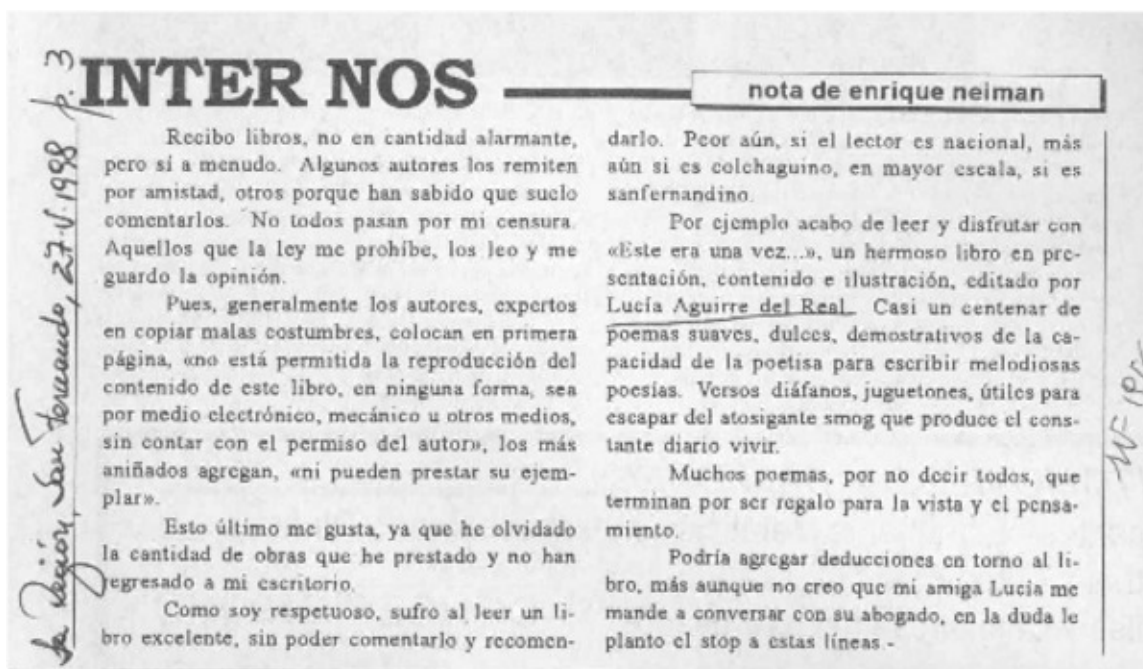 INTER NOS
nota de enrique neiman
Recibo libros, no en cantidad alarmante,
pero sí a menudo. Algunos autores los remiten
por amistad, otros porque han sabido que suelo
comentarlos. No todos pasan por mi censura.
Aquellos que la ley me prohíbe, los leo y me
guardo la opinión.
Pues, generalmente los autores, expertos
en copiar malas costumbres, colocan en primera
página, «no está permitida la reproducción del
contenido de este libro, en ninguna forma, sea
por medio electrónico, mecánico u otros medios,
sin contar con el permiso del autor», los más
aniñados agregan, «ni pueden prestar su ejem-
plar».
Esto último me gusta, ya que he olvidado
la cantidad de obras que he prestado y no han
regresado a mi escritorio.
Como soy respetuoso, sufro al leer un li-
bro excelente, sin poder comentarlo y recomen-
darlo. Peor aún, si el lector es nacional, más
aún si es colchaguino, en mayor escala, si es
sanfernandino.
Por ejemplo acabo de leer y disfrutar con
«Este era una vez...», un hermoso libro en pre-
sentación, contenido e ilustración, editado por
Lucía Aguirre del Real. Casi un centenar de
poemas suaves, dulces, demostrativos de la ca-
pacidad de la poetisa para escribir melodiosas
poesías. Versos diáfanos, juguetones, útiles para
escapar del atosigante smog que produce el cons-
tante diario vivir.
Muchos poemas, por no decir todos, que
terminan por ser regalo para la vista y el pensa-
miento.
Podría agregar deducciones en torno al li-
bro, más aunque no creo que mi amiga Lucía me
mande a conversar con su abogado, en la duda le
planto el stop a estas líneas.-
La Región, San Fernando, 27-V-1998 p. 3